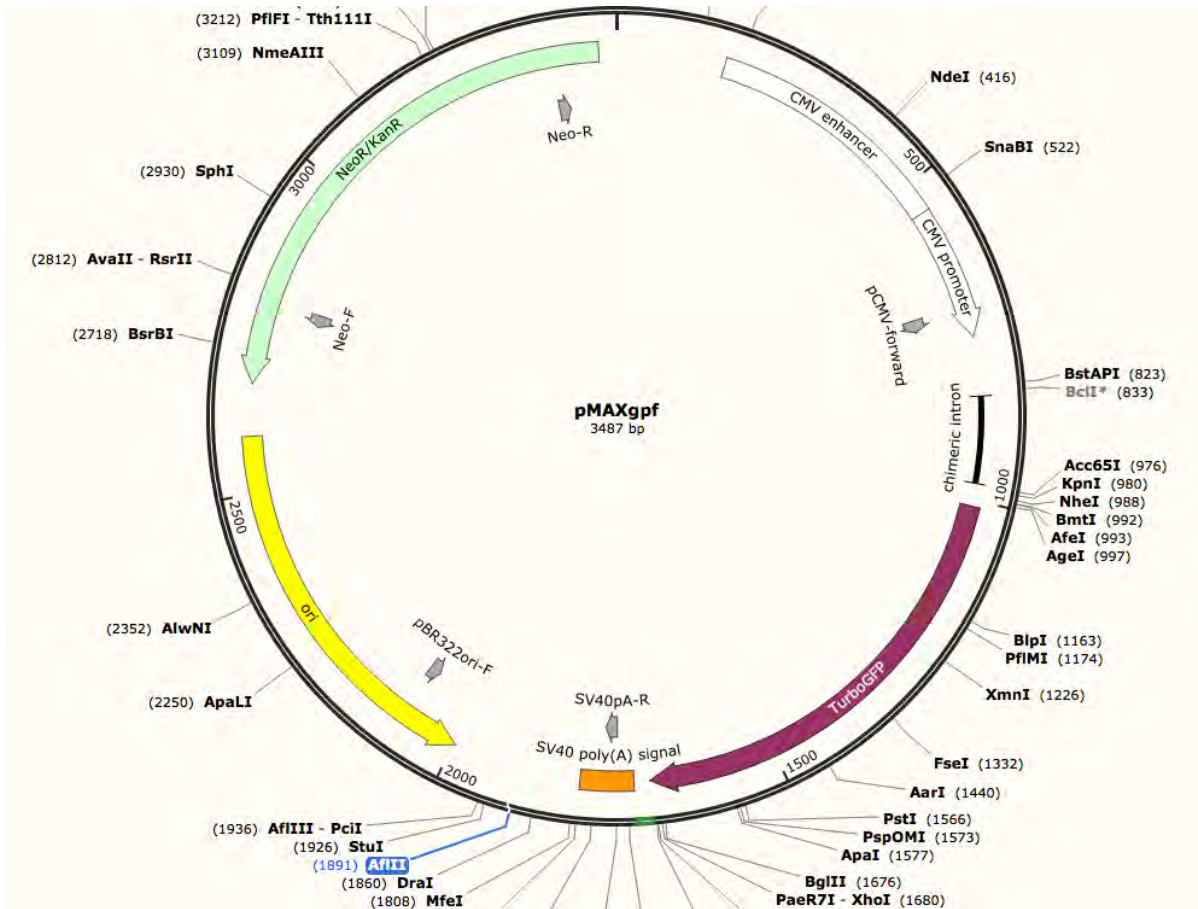 (3212) PflFI - Tth111I
(3109) NmeAIII
(2930) SphI
(2812) AvaII - RsrII
(2718) BsrBI
(2352) AlwNI
(2250) ApaLI
(1936) AflIII - PciI
(1926) StuI
(1891) AflII
(1860) DraI
(1808) MfeI
NdeI (416)
SnaBI (522)
BstAPI (823)
BclI* (833)
Acc65I (976)
KpnI (980)
NheI (988)
BmtI (992)
AfeI (993)
AgeI (997)
BlpI (1163)
PflMI (1174)
XmnI (1226)
FseI (1332)
AarI (1440)
PstI (1566)
PspOMI (1573)
ApaI (1577)
BglII (1676)
PaeR7I - XhoI (1680)
500
1000
1500
2000
2500
3000
CMV enhancer
CMV promoter
pCMV-forward
chimeric intron
TurboGFP
SV40pA-R
SV40 poly(A) signal
pBR322ori-F
ori
Neo-F
NeoR/KanR
Neo-R
pMAXgpf
3487 bp